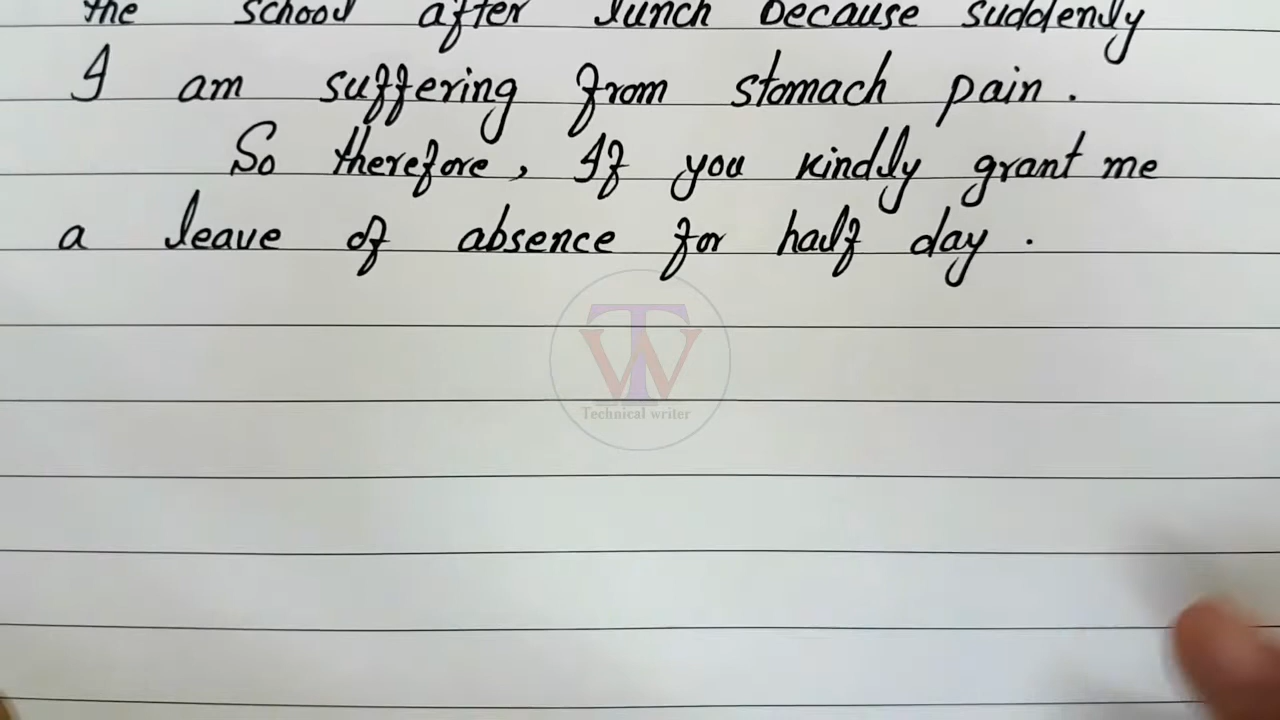 the school after lunch because suddenly
I am suffering from stomach pain.
So therefore, If you kindly grant me
a leave of absence for half day.
TW
Technical writer